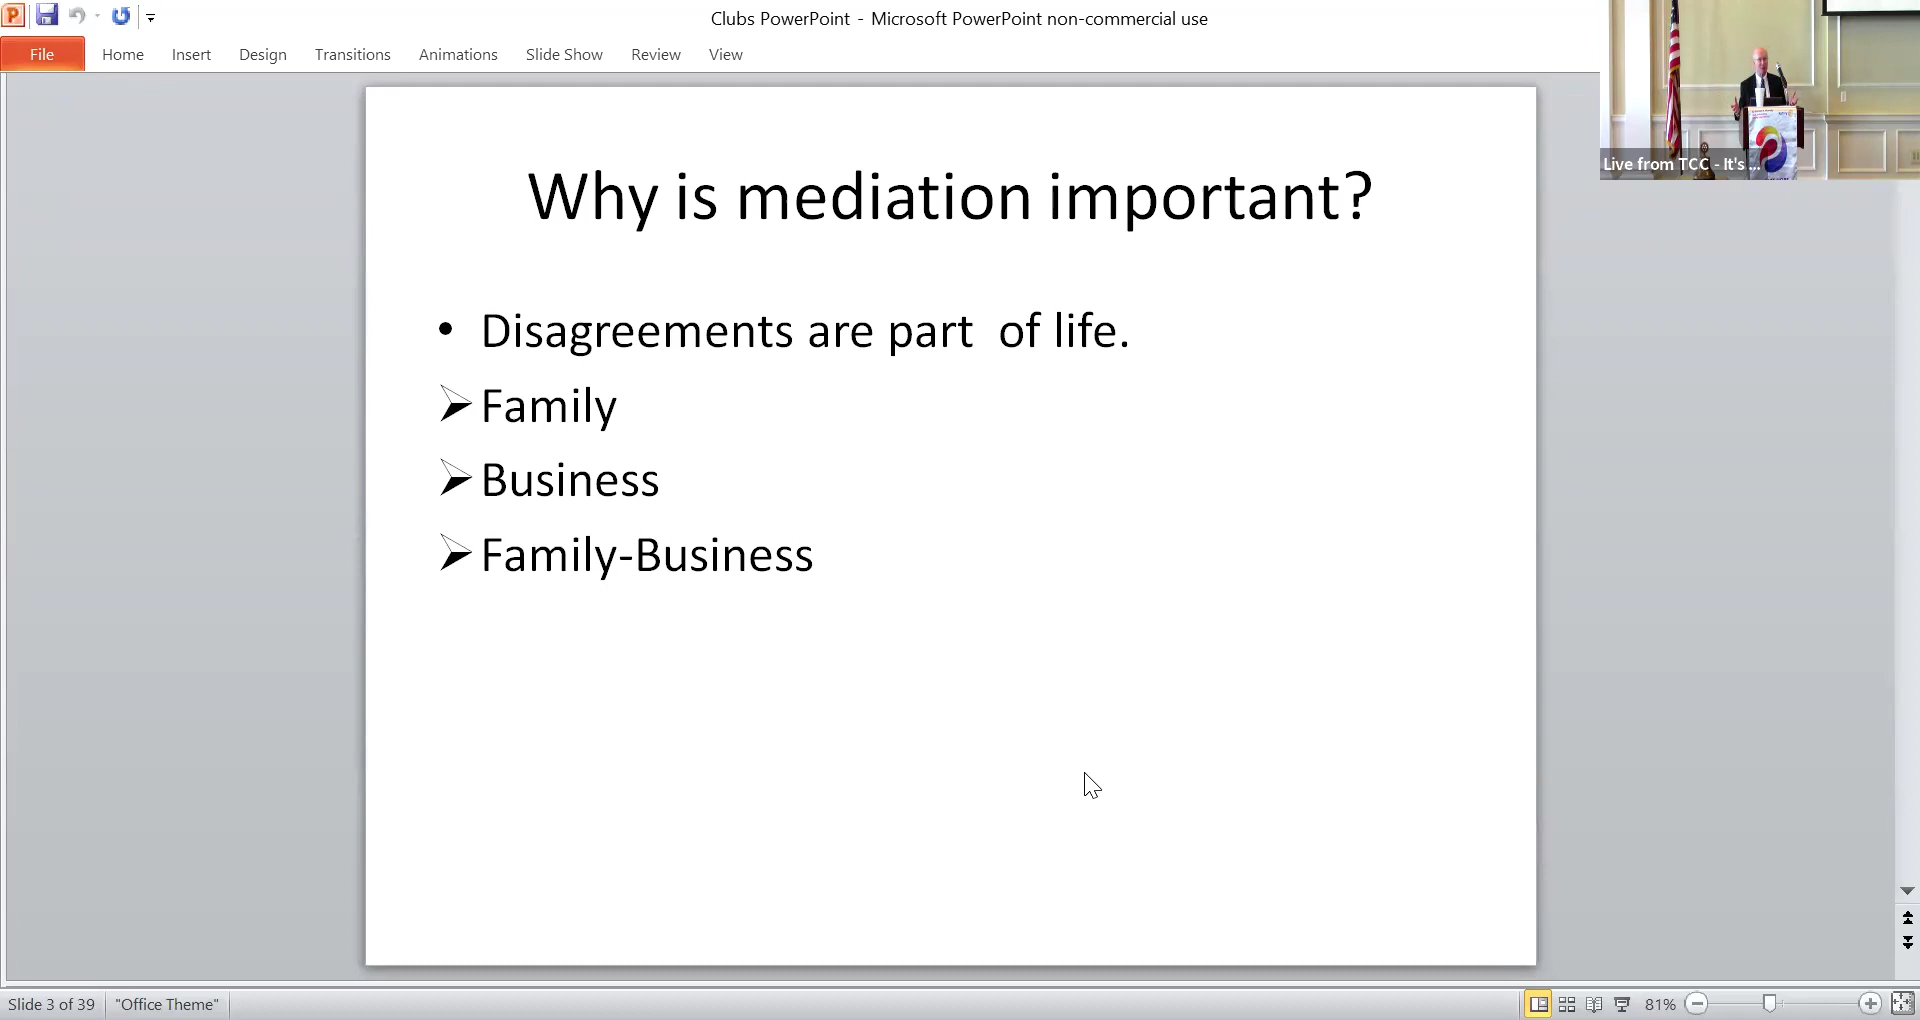 Clubs PowerPoint - Microsoft PowerPoint non-commercial use
File Home Insert Design Transitions Animations Slide Show Review View
Live from TCC - It's ...
Why is mediation important?
• Disagreements are part  of life.
➢ Family
➢ Business
➢ Family-Business
Slide 3 of 39 "Office Theme" 81%